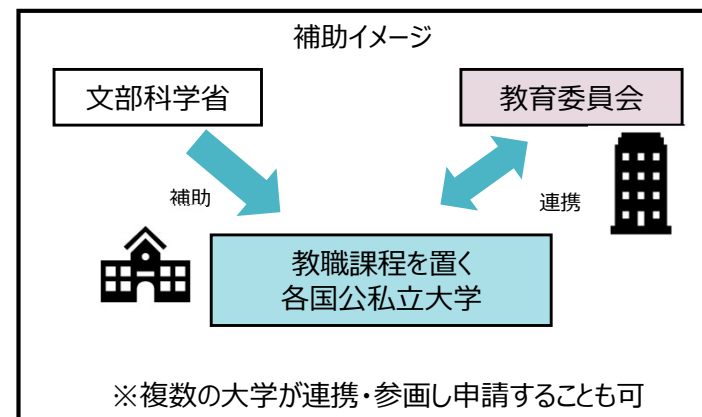 補助イメージ
文部科学省
教育委員会
補助
連携
教職課程を置く
各国公私立大学
※複数の大学が連携・参画し申請することも可